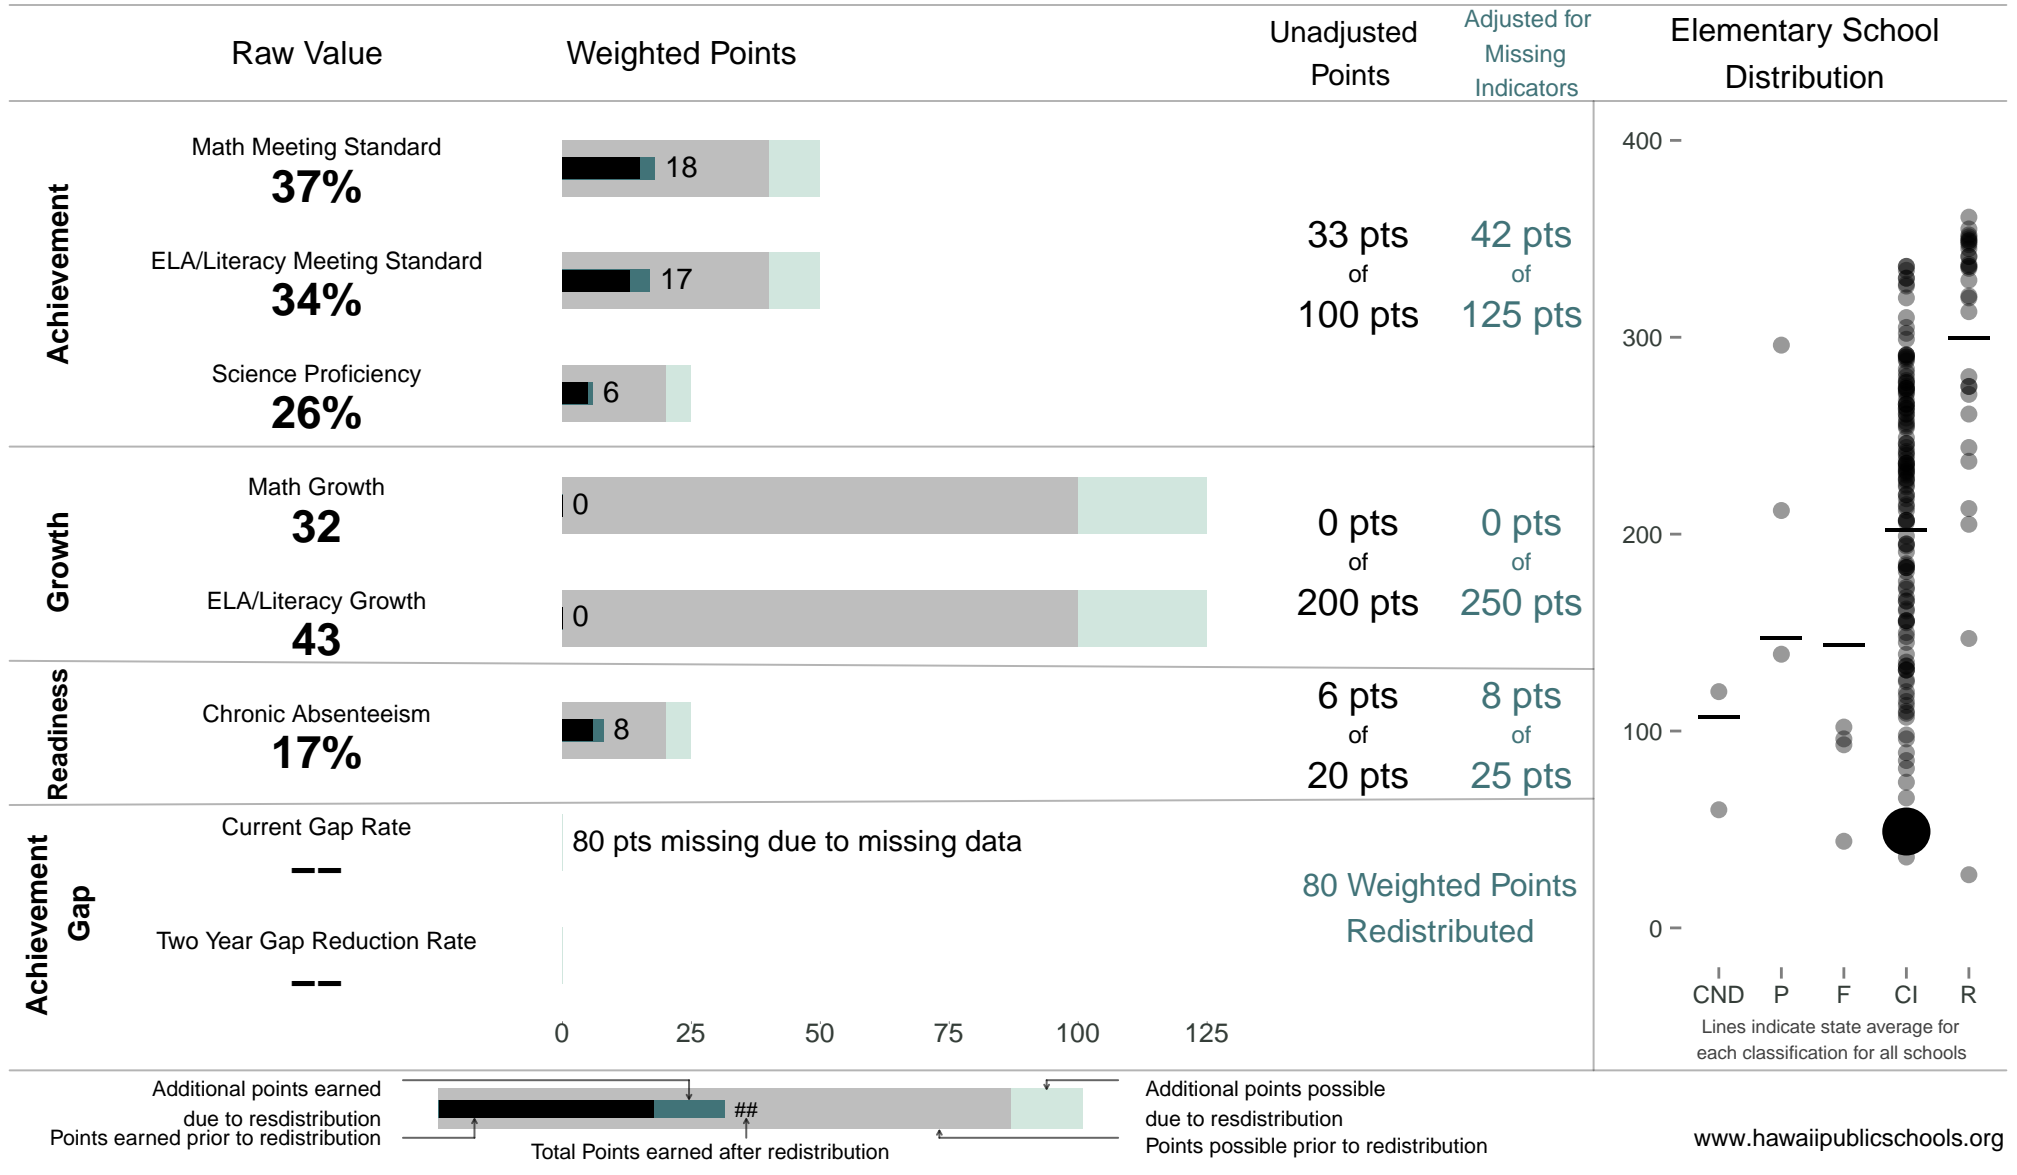 Raw Value
Weighted Points
Unadjusted
Points
Adjusted for
Missing
Indicators
Elementary School
Distribution
Achievement
Math Meeting Standard
37%
18
ELA/Literacy Meeting Standard
34%
17
Science Proficiency
26%
6
33 pts
of
100 pts
42 pts
of
125 pts
Growth
Math Growth
32
0
ELA/Literacy Growth
43
0
0 pts
of
200 pts
0 pts
of
250 pts
Readiness
Chronic Absenteeism
17%
8
6 pts
of
20 pts
8 pts
of
25 pts
Achievement
Gap
Current Gap Rate
--
80 pts missing due to missing data
Two Year Gap Reduction Rate
--
80 Weighted Points
Redistributed
0 25 50 75 100 125
400
300
200
100
0
CND P F CI R
Lines indicate state average for
each classification for all schools
Additional points earned
due to resdistribution
Points earned prior to redistribution
##
Total Points earned after redistribution
Additional points possible
due to resdistribution
Points possible prior to redistribution
www.hawaiipublicschools.org